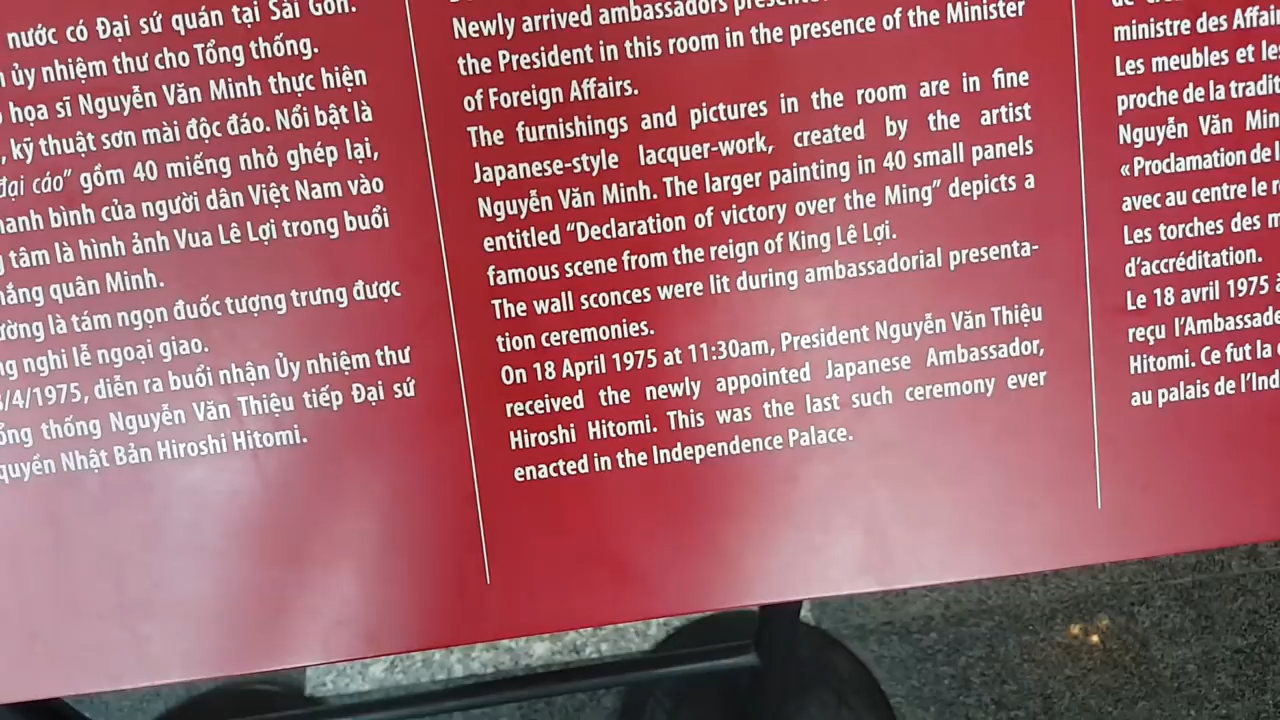 nước có Đại sứ quán tại Sài Gòn.
ủy nhiệm thư cho Tổng thống.
họa sĩ Nguyễn Văn Minh thực hiện
, kỹ thuật sơn mài độc đáo. Nổi bật là
đại cáo” gồm 40 miếng nhỏ ghép lại,
bình của người dân Việt Nam vào
tâm là hình ảnh Vua Lê Lợi trong buổi
quân Minh.
là tám ngọn đuốc tượng trưng được
nghi lễ ngoại giao.
/4/1975, diễn ra buổi nhận Ủy nhiệm thư
thống Nguyễn Văn Thiệu tiếp Đại sứ
quyền Nhật Bản Hiroshi Hitomi.
Newly arrived ambassadors
the President in this room in the presence of the Minister
of Foreign Affairs.
The furnishings and pictures in the room are in fine
Japanese-style lacquer-work, created by the artist
Nguyễn Văn Minh. The larger painting in 40 small panels
entitled “Declaration of victory over the Ming” depicts a
famous scene from the reign of King Lê Lợi.
The wall sconces were lit during ambassadorial presenta-
tion ceremonies.
On 18 April 1975 at 11:30am, President Nguyễn Văn Thiệu
received the newly appointed Japanese Ambassador,
Hiroshi Hitomi. This was the last such ceremony ever
enacted in the Independence Palace.
ministre des Affai
Les meubles et les
proche de la tradit
Nguyễn Văn Min
«Proclamation de l
avec au centre le r
Les torches des m
d’accréditation.
Le 18 avril 1975 à
reçu l’Ambassade
Hitomi. Ce fut la
au palais de l’Ind